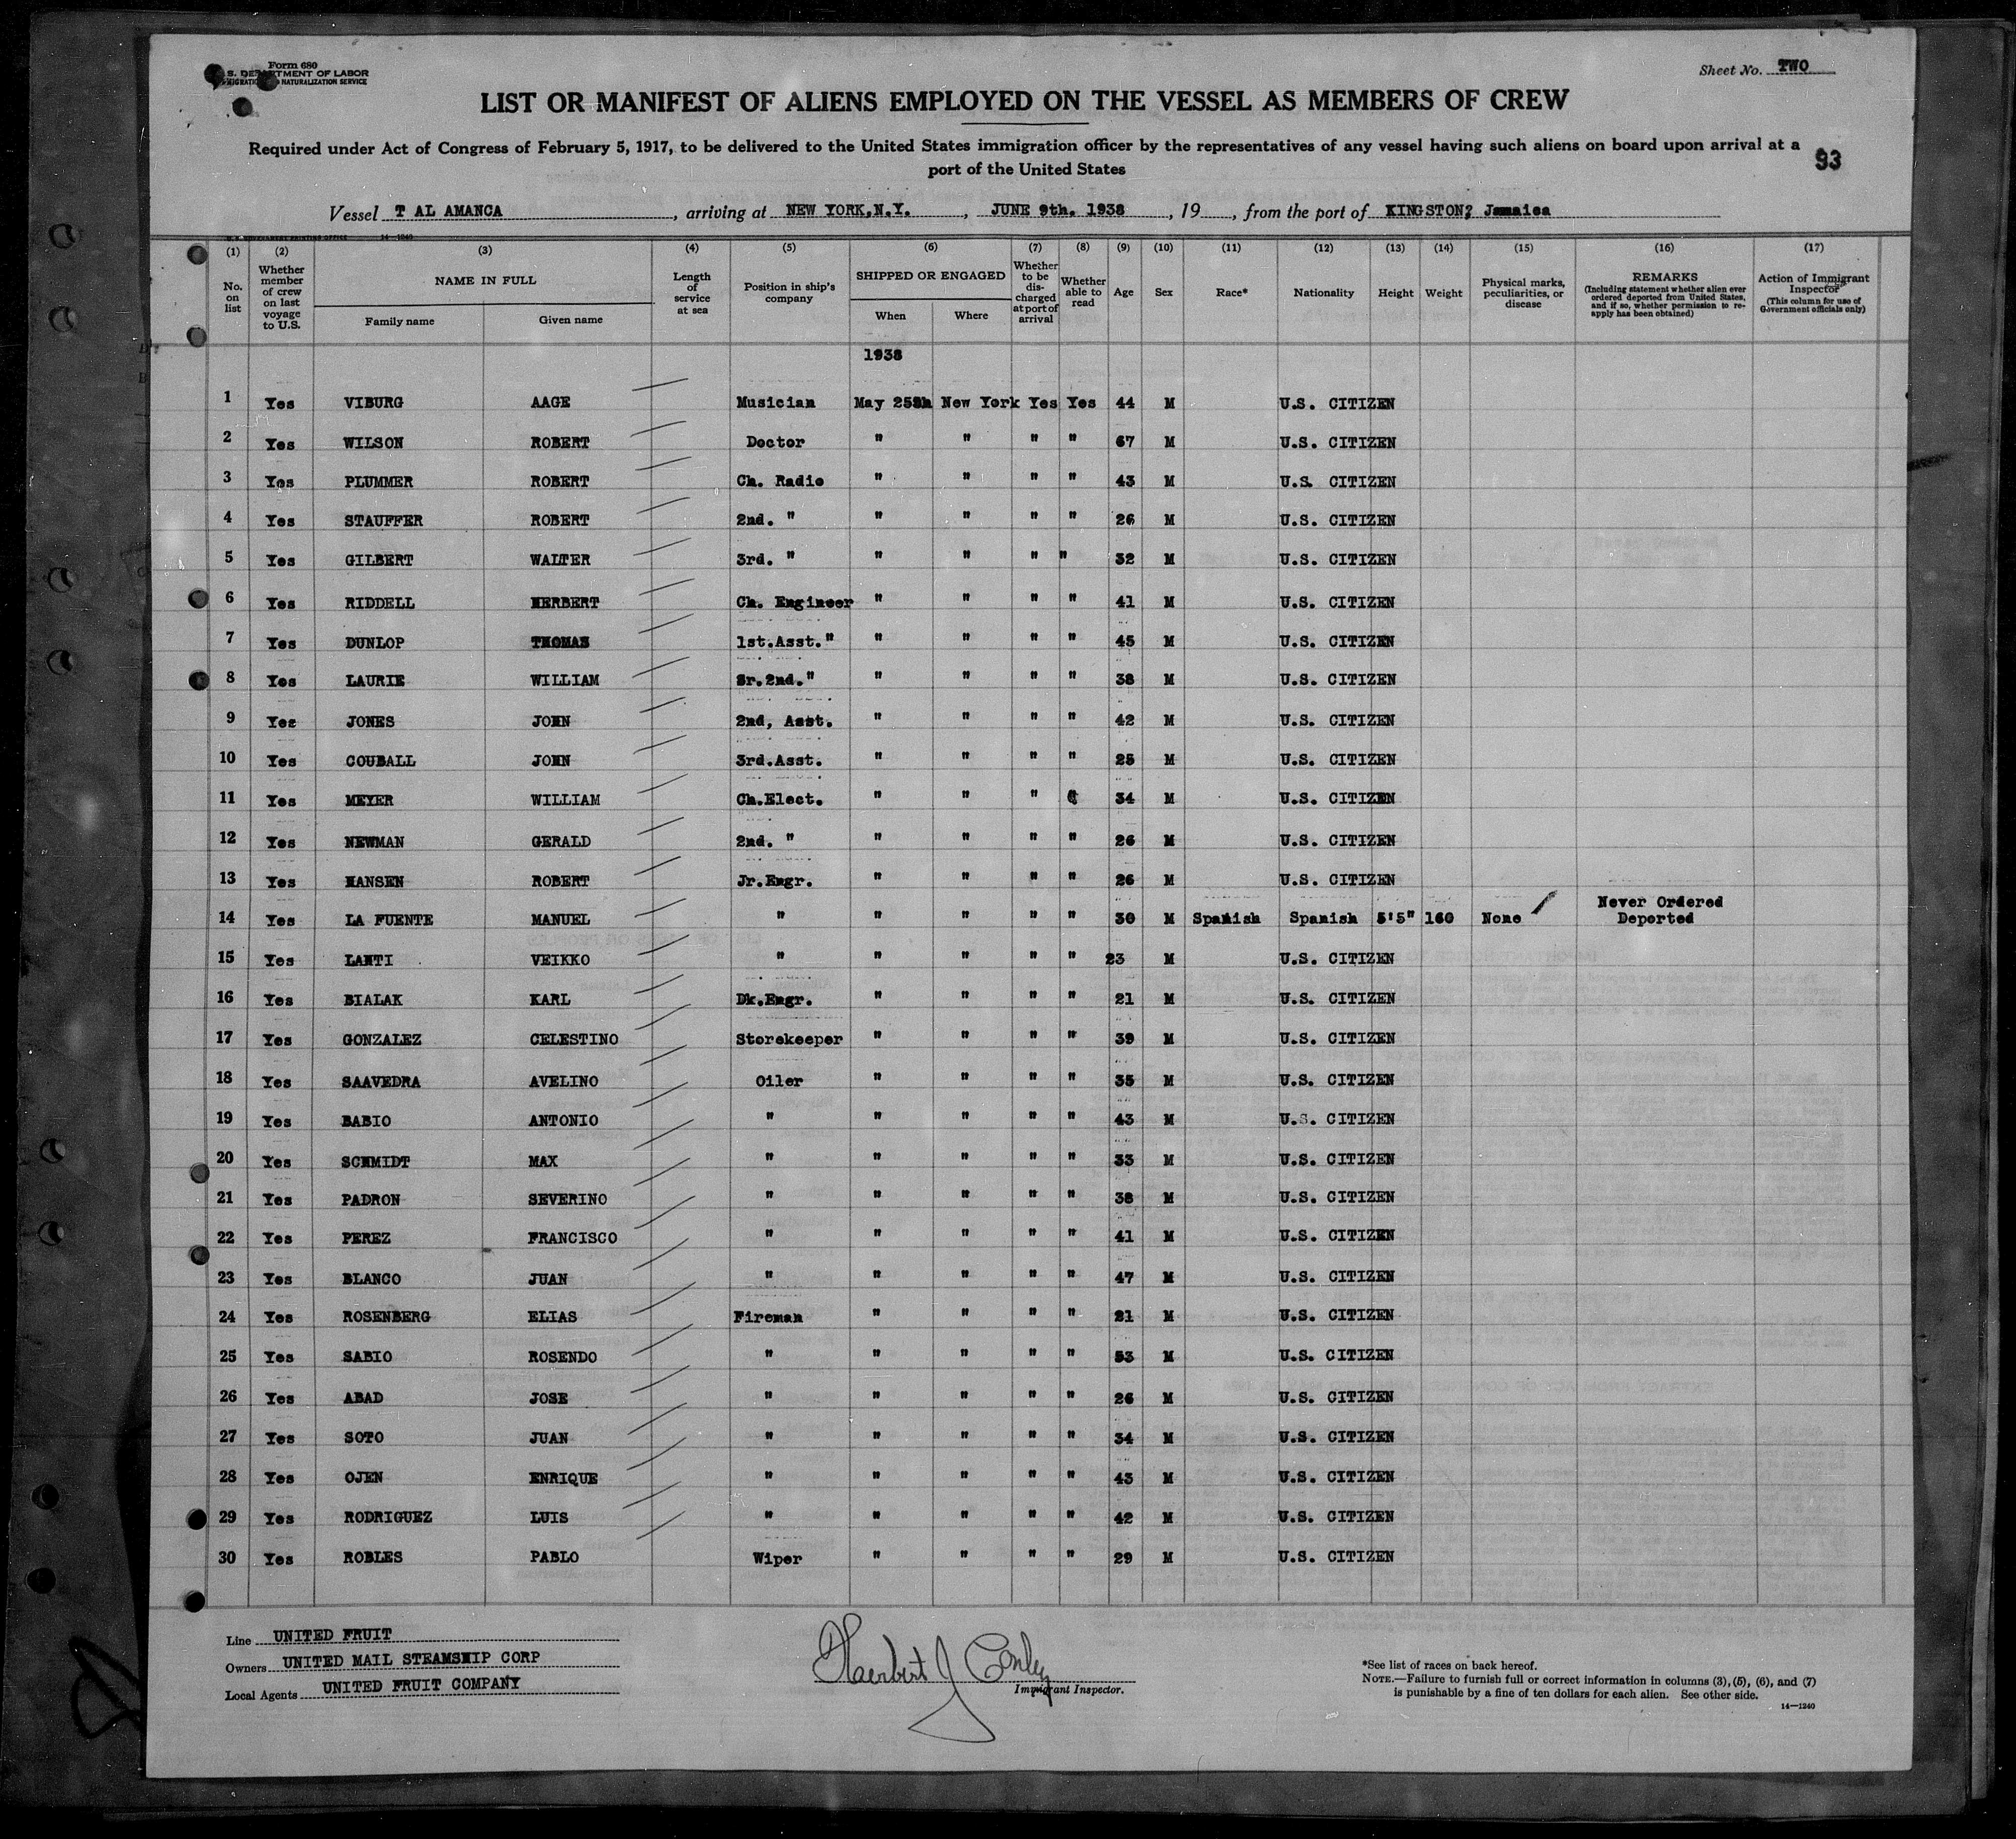 Form 680
U.S. DEPARTMENT OF LABOR
IMMIGRATION AND NATURALIZATION SERVICE
Sheet No. TWO
LIST OR MANIFEST OF ALIENS EMPLOYED ON THE VESSEL AS MEMBERS OF CREW
Required under Act of Congress of February 5, 1917, to be delivered to the United States immigration officer by the representatives of any vessel having such aliens on board upon arrival at a
port of the United States
93
Vessel T AL AMANCA, arriving at NEW YORK,N.Y., JUNE 9th. 1938, 19, from the port of KINGSTON; Jamaica
U. S. GOVERNMENT PRINTING OFFICE 14—1240
(1) (2) (3) (4) (5) (6) (7) (8) (9) (10) (11) (12) (13) (14) (15) (16) (17)
No. on list
Whether member of crew on last voyage to U.S.
NAME IN FULL
Family name
Given name
Length of service at sea
Position in ship's company
SHIPPED OR ENGAGED
When
Where
Whether to be discharged at port of arrival
Whether able to read
Age
Sex
Race*
Nationality
Height
Weight
Physical marks, peculiarities, or disease
REMARKS
(Including statement whether alien ever ordered deported from United States, and if so, whether permission to re-apply has been obtained)
Action of Immigrant Inspector
(This column for use of Government officials only)
1938
1 Yes VIBURG AAGE Musician May 25th New York Yes Yes 44 M U.S. CITIZEN
2 Yes WILSON ROBERT Doctor " " " " 67 M U.S. CITIZEN
3 Yes PLUMMER ROBERT Ch. Radio " " " " 43 M U.S. CITIZEN
4 Yes STAUFFER ROBERT 2nd. " " " " " 26 M U.S. CITIZEN
5 Yes GILBERT WALTER 3rd. " " " " " 32 M U.S. CITIZEN
6 Yes RIDDELL HERBERT Ch. Engineer " " " " 41 M U.S. CITIZEN
7 Yes DUNLOP THOMAS 1st.Asst." " " " " 45 M U.S. CITIZEN
8 Yes LAURIE WILLIAM Sr.2nd." " " " " 38 M U.S. CITIZEN
9 Yes JONES JOHN 2nd, Asst. " " " " 42 M U.S. CITIZEN
10 Yes COUBALL JOHN 3rd.Asst. " " " " 25 M U.S. CITIZEN
11 Yes MEYER WILLIAM Ch.Elect. " " " 34 M U.S. CITIZEN
12 Yes NEWMAN GERALD 2nd. " " " " " 26 M U.S. CITIZEN
13 Yes HANSEN ROBERT Jr.Engr. " " " " 26 M U.S. CITIZEN
14 Yes LA FUENTE MANUEL " " " " " 30 M Spanish Spanish 5'5" 160 None Never Ordered Deported
15 Yes LAHTI VEIKKO " " " " " 23 M U.S. CITIZEN
16 Yes BIALAK KARL Dk.Engr. " " " " 21 M U.S. CITIZEN
17 Yes GONZALEZ CELESTINO Storekeeper " " " " 39 M U.S. CITIZEN
18 Yes SAAVEDRA AVELINO Oiler " " " " 35 M U.S. CITIZEN
19 Yes BABIO ANTONIO " " " " " 43 M U.S. CITIZEN
20 Yes SCHMIDT MAX " " " " " 33 M U.S. CITIZEN
21 Yes PADRON SEVERINO " " " " " 38 M U.S. CITIZEN
22 Yes PEREZ FRANCISCO " " " " " 41 M U.S. CITIZEN
23 Yes BLANCO JUAN " " " " " 47 M U.S. CITIZEN
24 Yes ROSENBERG ELIAS Fireman " " " " 21 M U.S. CITIZEN
25 Yes SABIO ROSENDO " " " " " 53 M U.S. CITIZEN
26 Yes ABAD JOSE " " " " " 26 M U.S. CITIZEN
27 Yes SOTO JUAN " " " " " 34 M U.S. CITIZEN
28 Yes OJEN ENRIQUE " " " " " 43 M U.S. CITIZEN
29 Yes RODRIGUEZ LUIS " " " " " 42 M U.S. CITIZEN
30 Yes ROBLES PABLO Wiper " " " " 29 M U.S. CITIZEN
Line UNITED FRUIT
Owners UNITED MAIL STEAMSHIP CORP
Local Agents UNITED FRUIT COMPANY
Herbert J Conley
Immigrant Inspector.
*See list of races on back hereof.
NOTE.—Failure to furnish full or correct information in columns (3), (5), (6), and (7)
is punishable by a fine of ten dollars for each alien. See other side.
14—1240